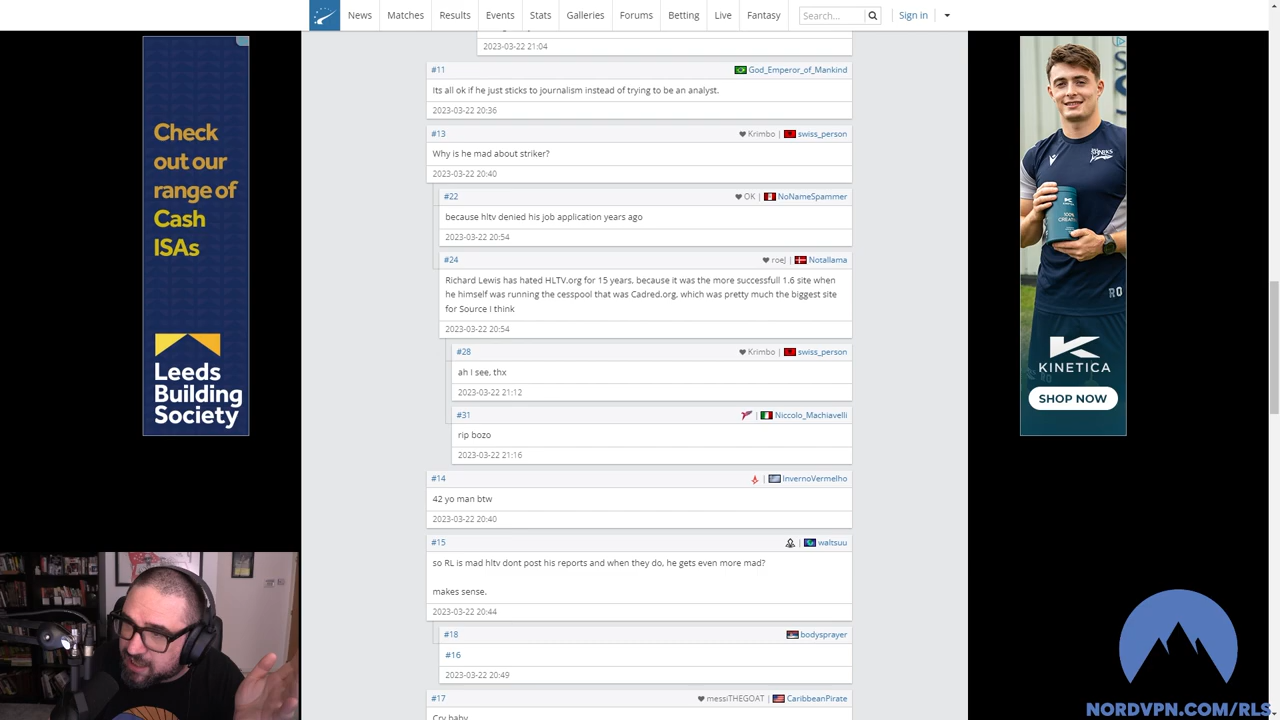 News Matches Results Events Stats Galleries Forums Betting Live Fantasy Search... Sign in
2023-03-22 21:04
#11 God_Emperor_of_Mankind
Its all ok if he just sticks to journalism instead of trying to be an analyst.
2023-03-22 20:36
#13 Krimbo | swiss_person
Why is he mad about striker?
2023-03-22 20:40
#22 OK | NoNameSpammer
because hltv denied his job application years ago
2023-03-22 20:54
#24 roeJ | Notallama
Richard Lewis has hated HLTV.org for 15 years, because it was the more successfull 1.6 site when
he himself was running the cesspool that was Cadred.org, which was pretty much the biggest site
for Source I think
2023-03-22 20:54
#28 Krimbo | swiss_person
ah I see, thx
2023-03-22 21:12
#31 | Niccolo_Machiavelli
rip bozo
2023-03-22 21:16
#14 | InvernoVermelho
42 yo man btw
2023-03-22 20:40
#15 | waltsuu
so RL is mad hltv dont post his reports and when they do, he gets even more mad?
makes sense.
2023-03-22 20:44
#18 bodysprayer
#16
2023-03-22 20:49
#17 messiTHEGOAT | CaribbeanPirate
Cry baby
Check
out our
range of
Cash
ISAs
Leeds
Building
Society
KINETICA
SHOP NOW
NORDVPN.COM/RLS